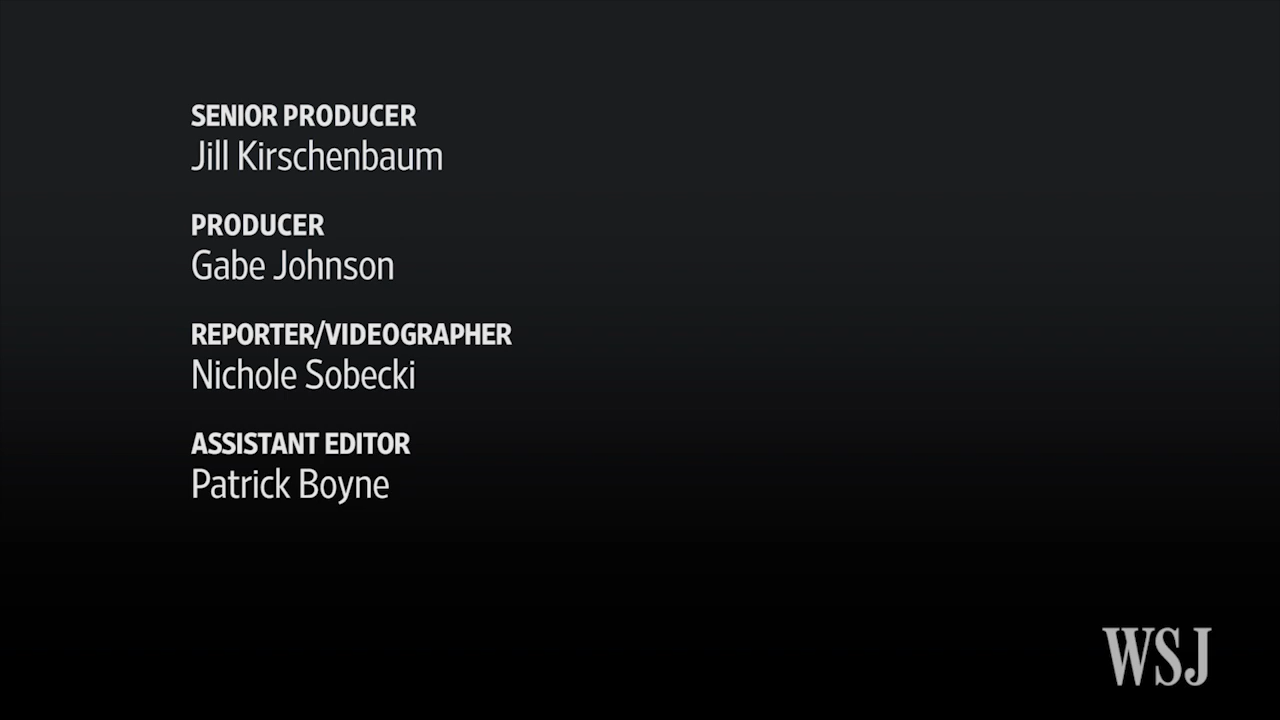 SENIOR PRODUCER
Jill Kirschenbaum
PRODUCER
Gabe Johnson
REPORTER/VIDEOGRAPHER
Nichole Sobecki
ASSISTANT EDITOR
Patrick Boyne
WSJ